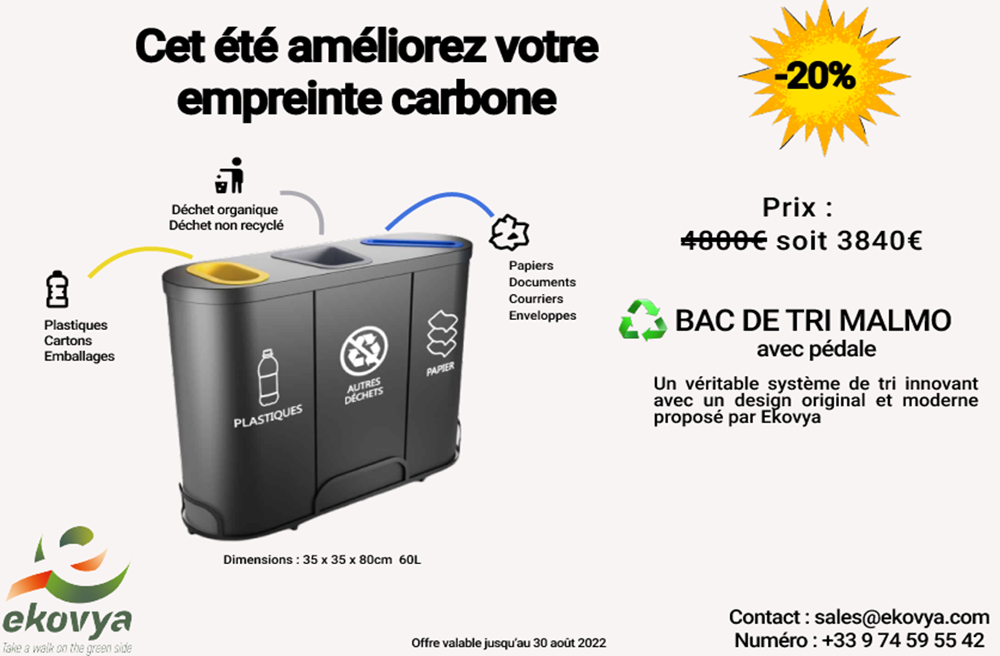 Cet été améliorez votre
empreinte carbone
-20%
Déchet organique
Déchet non recyclé
Prix :
4800€ soit 3840€
Papiers
Documents
Courriers
Enveloppes
Plastiques
Cartons
Emballages
BAC DE TRI MALMO
avec pédale
Un véritable système de tri innovant
avec un design original et moderne
proposé par Ekovya
PLASTIQUES
AUTRES
DÉCHETS
PAPIER
Dimensions : 35 x 35 x 80cm 60L
ekovya
Take a walk on the green side
Offre valable jusqu'au 30 août 2022
Contact : sales@ekovya.com
Numéro : +33 9 74 59 55 42